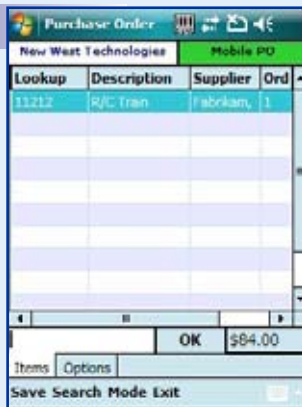 Purchase Order
New West Technologies Mobile PO
Lookup Description Supplier Ord
11212 R/C Train Fabrikam, 1
OK $84.00
Items Options
Save Search Mode Exit